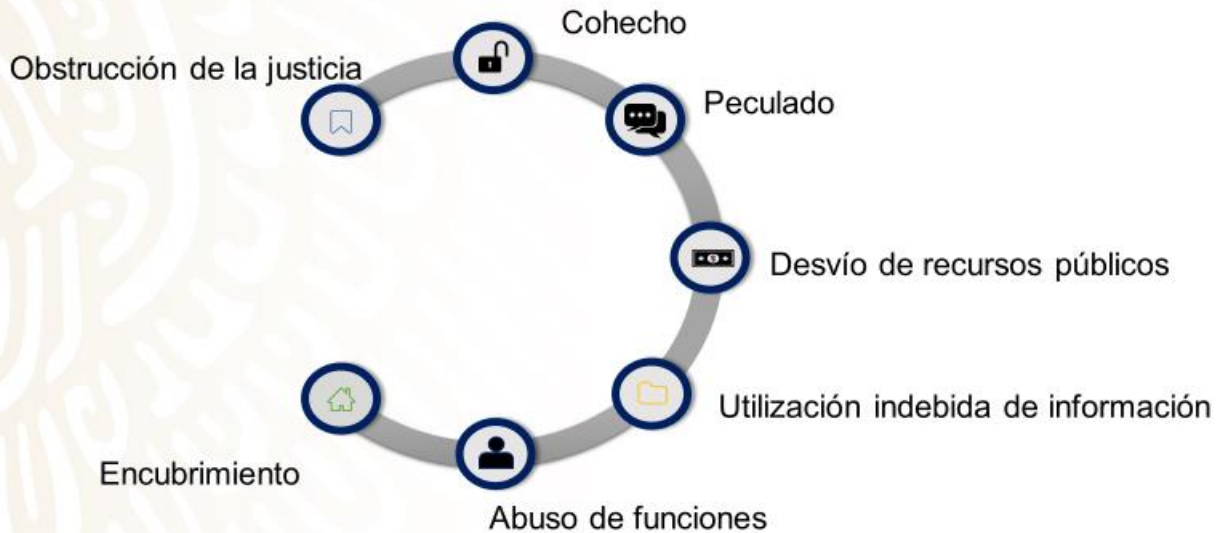 Cohecho
Obstrucción de la justicia
Peculado
Desvío de recursos públicos
Utilización indebida de información
Encubrimiento
Abuso de funciones